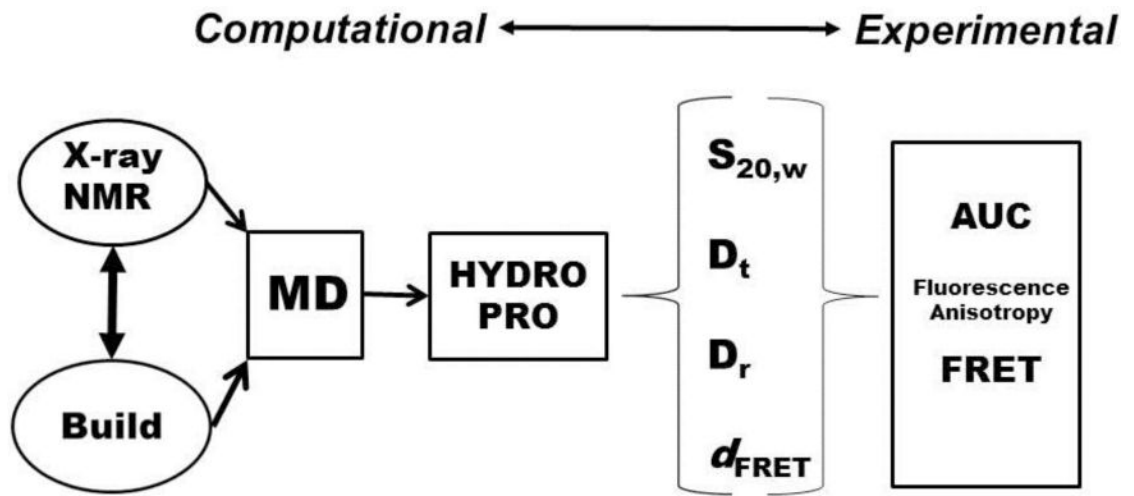 Computational Experimental
X-ray
NMR
Build
MD
HYDRO
PRO
S20,w
Dt
Dr
dFRET
AUC
Fluorescence
Anisotropy
FRET